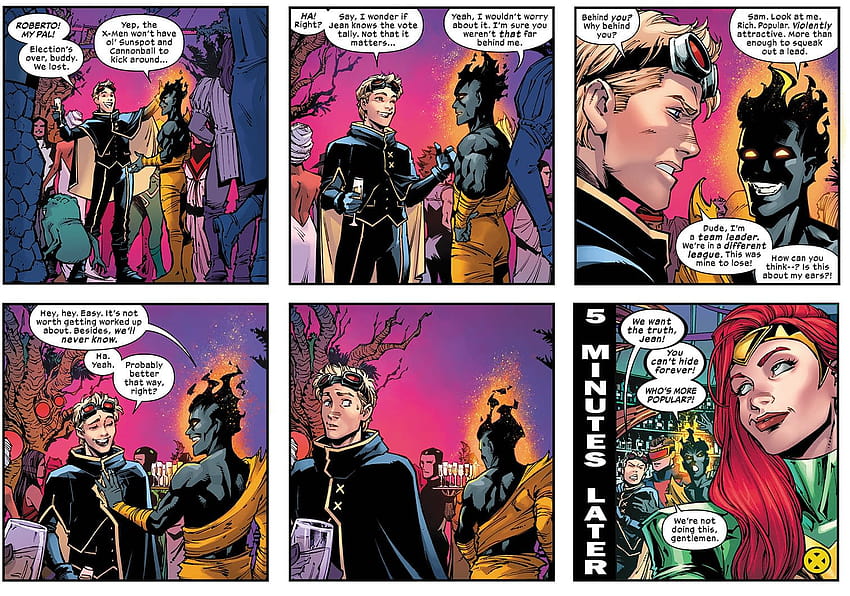 ROBERTO!
MY PAL!
Election's
over, buddy.
We lost.
Yep, the
X-Men won't have
ol' Sunspot and
Cannonball to
kick around...
HA!
Right?
Say, I wonder if
Jean knows the vote
tally. Not that it
matters...
Yeah, I wouldn't worry
about it. I'm sure you
weren't that far
behind me.
Behind you?
Why behind
you?
Sam. Look at me.
Rich. Popular. Violently
attractive. More than
enough to squeak
out a lead.
Dude, I'm
a team leader.
We're in a different
league. This was
mine to lose!
How can you
think--? Is this
about my ears?!
Hey, hey. Easy. It's not
worth getting worked up
about. Besides, we'll
never know.
Ha.
Yeah.
Probably
better
that way,
right?
5
MINUTES
LATER
We want
the truth,
Jean!
You
can't hide
forever!
WHO'S MORE
POPULAR?!
We're not
doing this,
gentlemen.